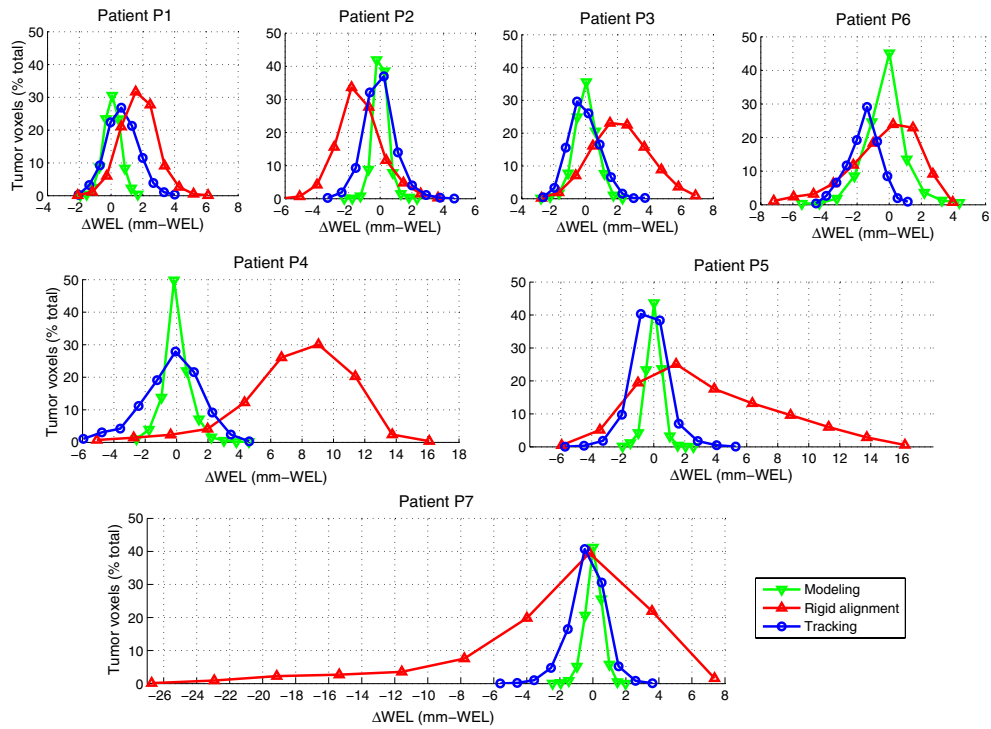 Patient P1
Patient P2
Patient P3
Patient P6
Tumor voxels (% total)
50
40
30
20
10
0
−4 −2 0 2 4 6 8
ΔWEL (mm−WEL)
50
40
30
20
10
0
−6 −4 −2 0 2 4 6
ΔWEL (mm−WEL)
50
40
30
20
10
0
−4 −2 0 2 4 6 8
ΔWEL (mm−WEL)
50
40
30
20
10
0
−8 −6 −4 −2 0 2 4 6
ΔWEL (mm−WEL)
Patient P4
Tumor voxels (% total)
50
40
30
20
10
0
−6 −4 −2 0 2 4 6 8 10 12 14 16 18
ΔWEL (mm−WEL)
Patient P5
Tumor voxels (% total)
50
40
30
20
10
0
−6 −4 −2 0 2 4 6 8 10 12 14 16
ΔWEL (mm−WEL)
Patient P7
Tumor voxels (% total)
50
40
30
20
10
0
−26 −24 −22 −21 −19 −17 −15 −14 −12 −10 −8 −6 −4 −2 0 2 4 6 8
ΔWEL (mm−WEL)
Modeling
Rigid alignment
Tracking